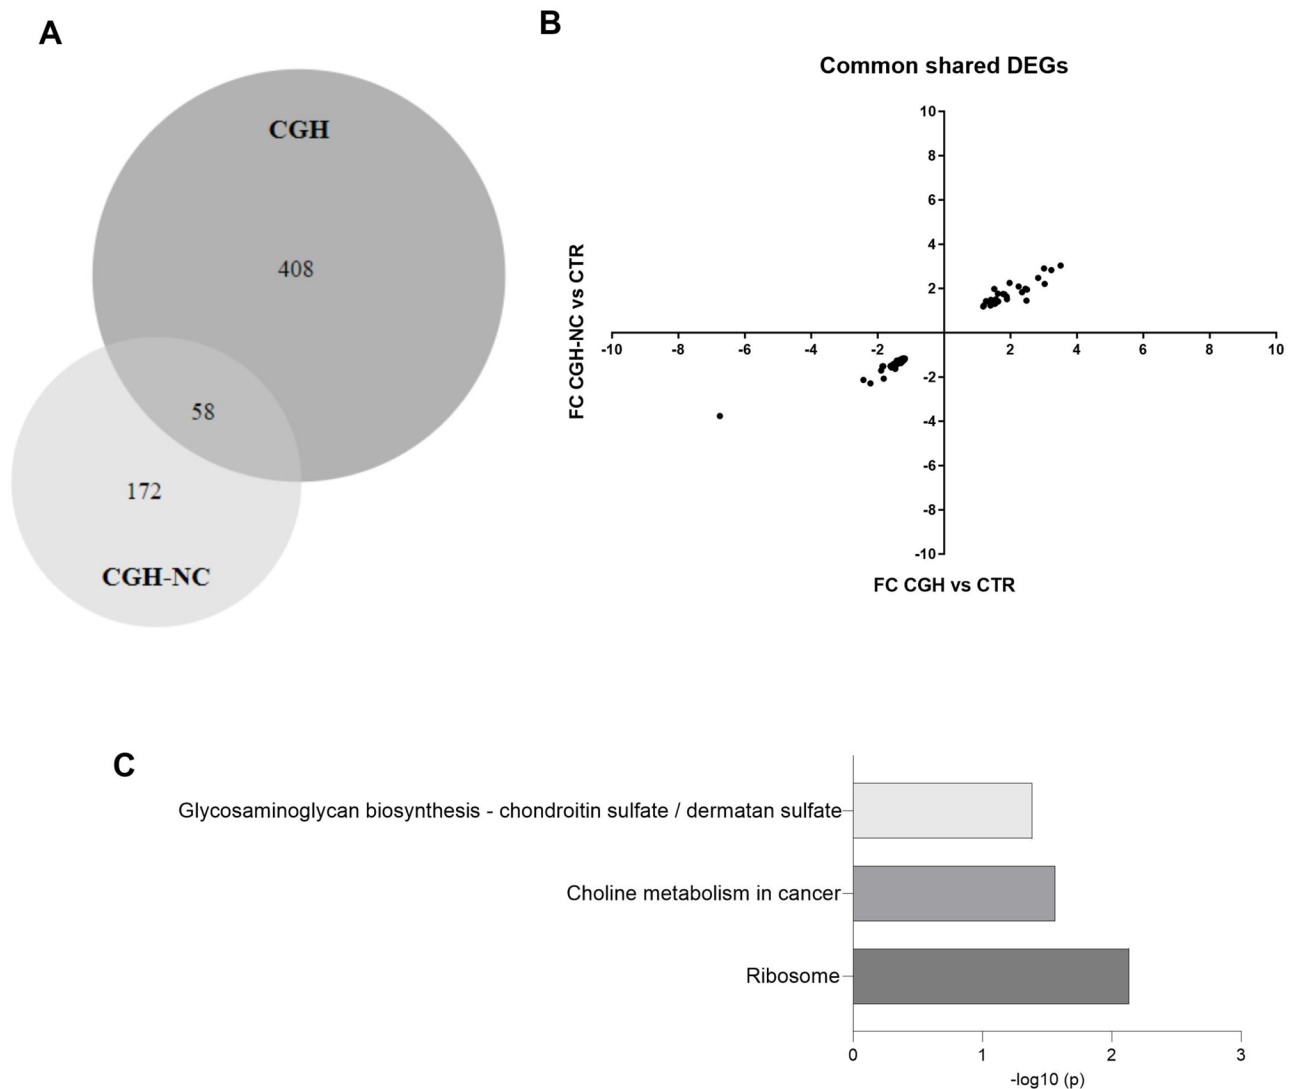 A
CGH
408
58
172
CGH-NC
B
Common shared DEGs
FC CGH-NC vs CTR
10
8
6
4
2
-10 -8 -6 -4 -2 2 4 6 8 10
-2
-4
-6
-8
-10
FC CGH vs CTR
C
Glycosaminoglycan biosynthesis - chondroitin sulfate / dermatan sulfate
Choline metabolism in cancer
Ribosome
0 1 2 3
-log10 (p)